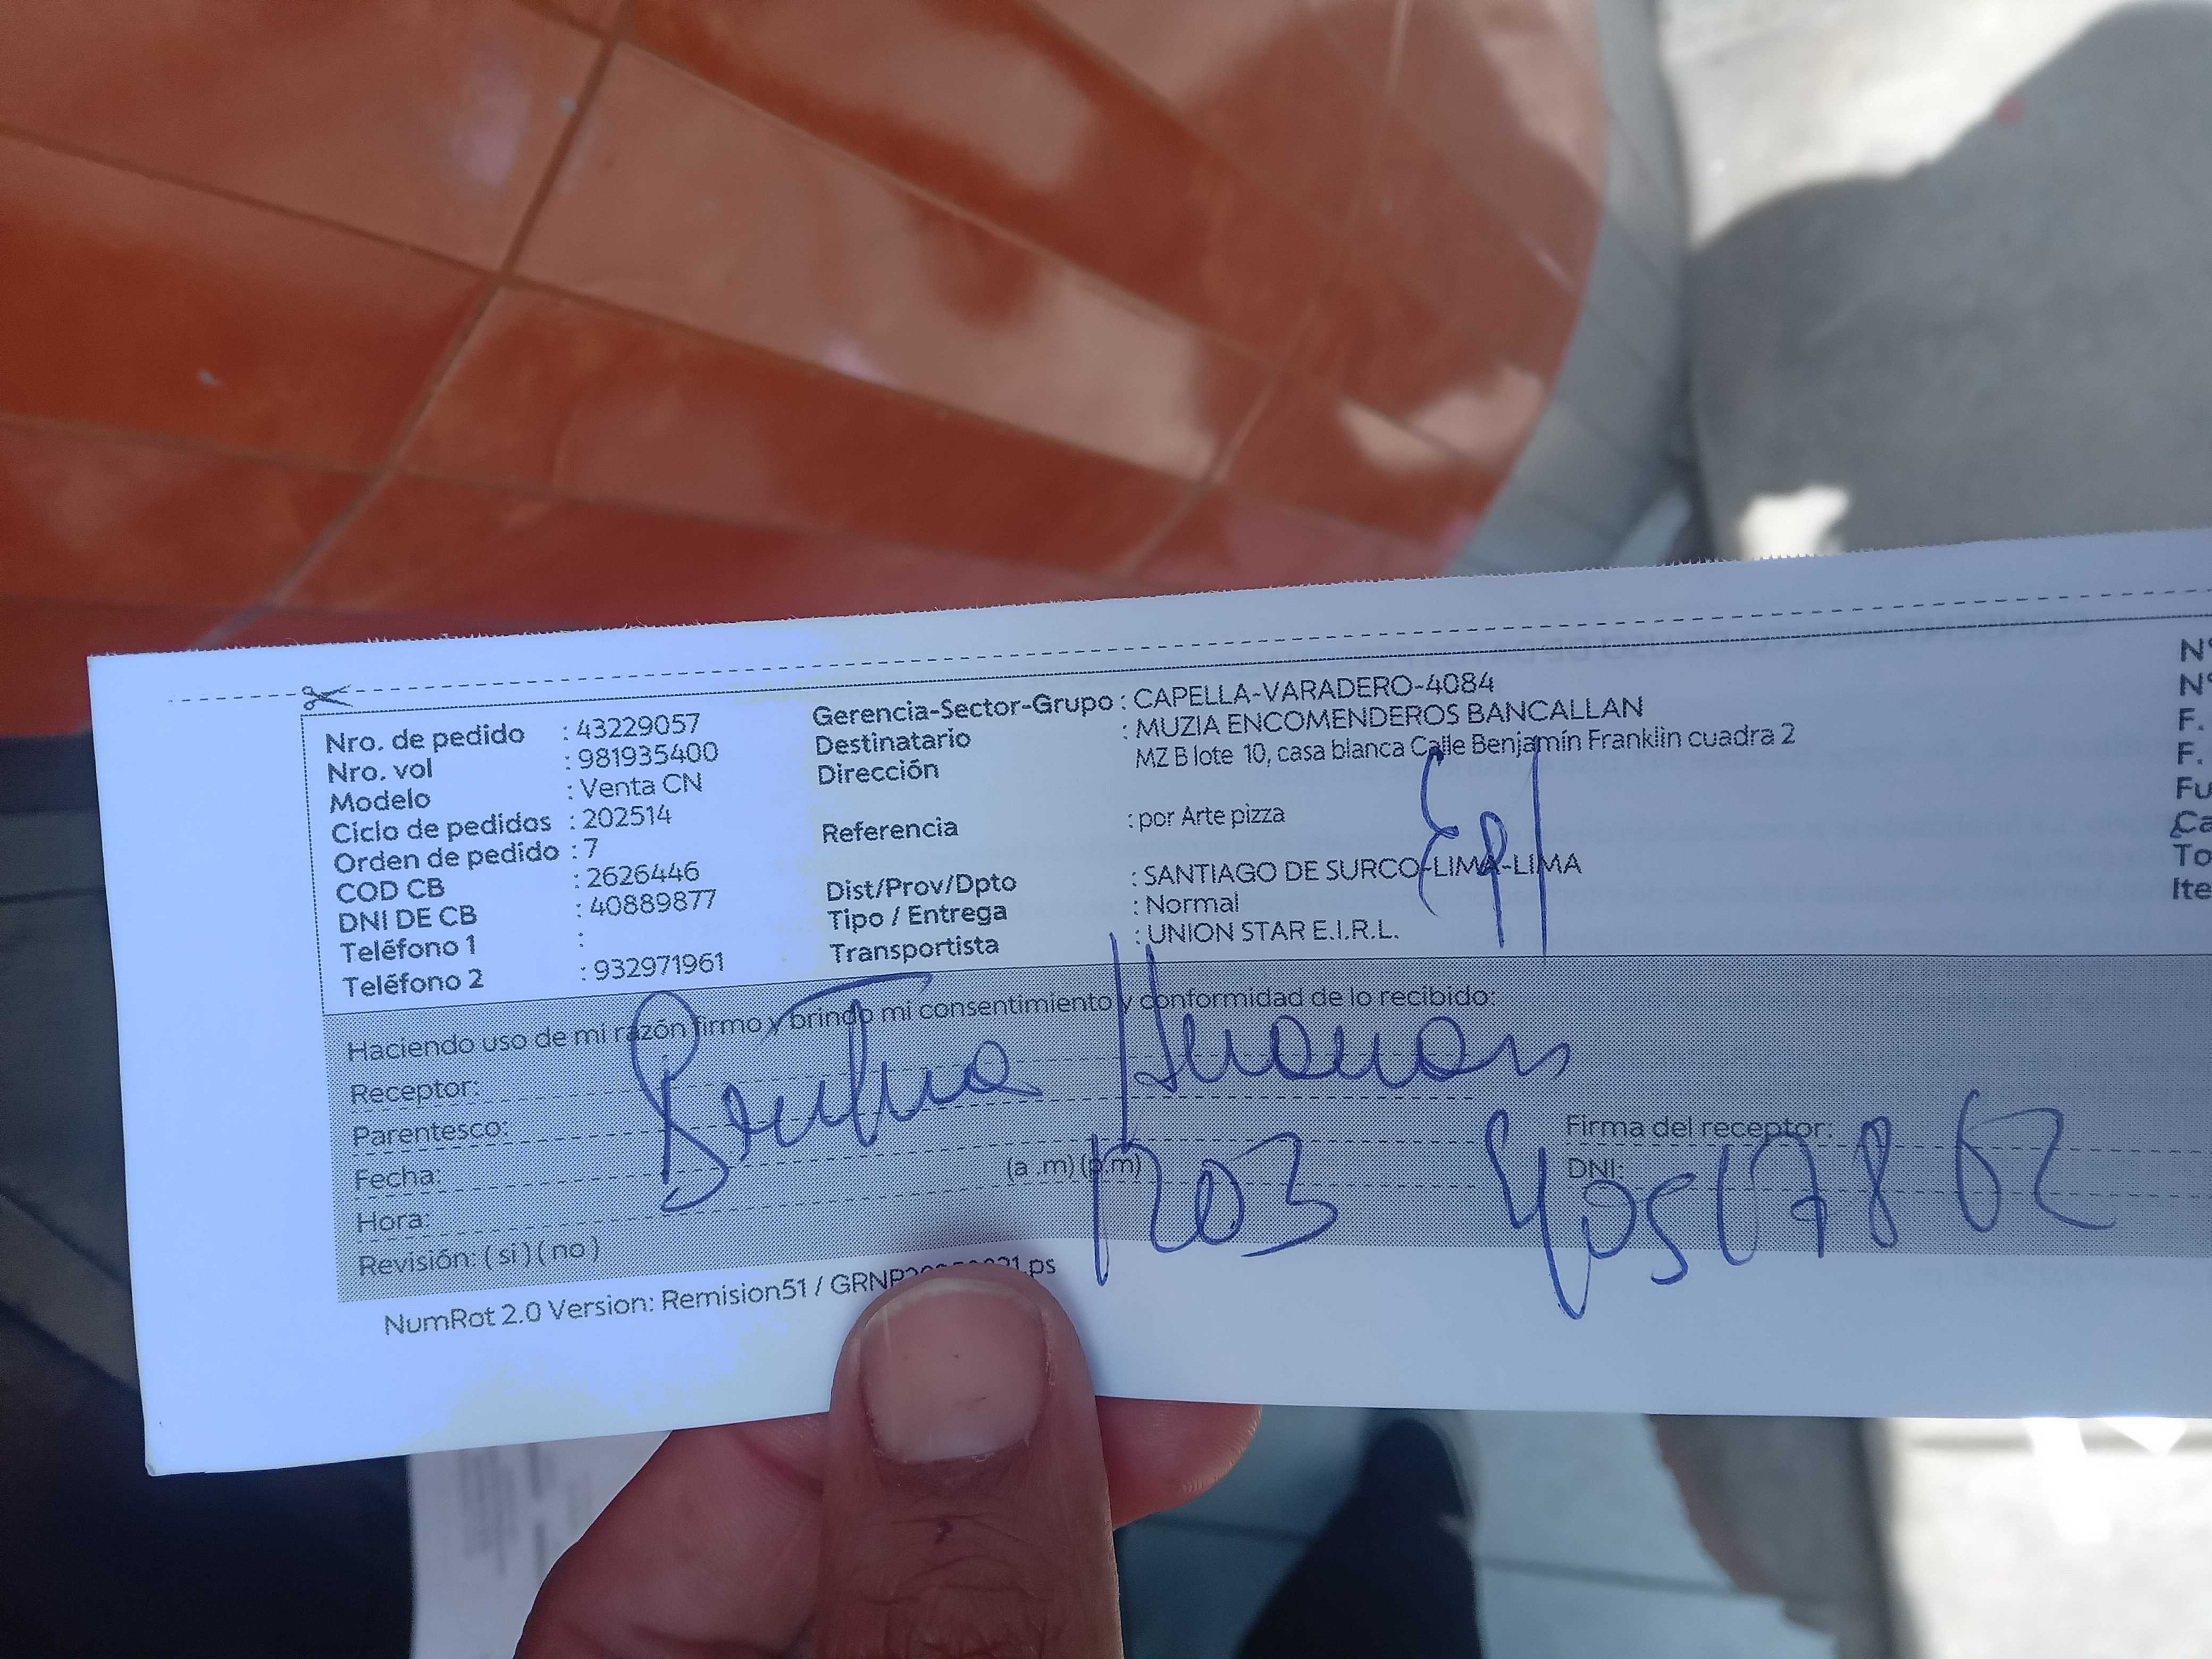 Nro. de pedido : 43229057
Nro. vol : 981935400
Modelo : Venta CN
Ciclo de pedidos : 202514
Orden de pedido : 7
COD CB : 2626446
DNI DE CB : 40889877
Teléfono 1 :
Teléfono 2 : 932971961
Gerencia-Sector-Grupo : CAPELLA-VARADERO-4084
Destinatario : MUZIA ENCOMENDEROS BANCALLAN
Dirección MZ B lote 10, casa blanca Calle Benjamín Franklin cuadra 2
Referencia : por Arte pizza
Dist/Prov/Dpto : SANTIAGO DE SURCO-LIMA-LIMA
Tipo / Entrega : Normal
Transportista : UNION STAR E.I.R.L.
N°
N°
F.
F.
Fu
Ca
To
Ite
Haciendo uso de mi razón firmo y brindo mi consentimiento y conformidad de lo recibido:
Receptor:
Parentesco:
Fecha: (a .m) (p.m)
Hora:
Revisión: ( si ) ( no )
Firma del receptor:
DNI:
1203 40517862
NumRot 2.0 Version: Remision51 / .ps